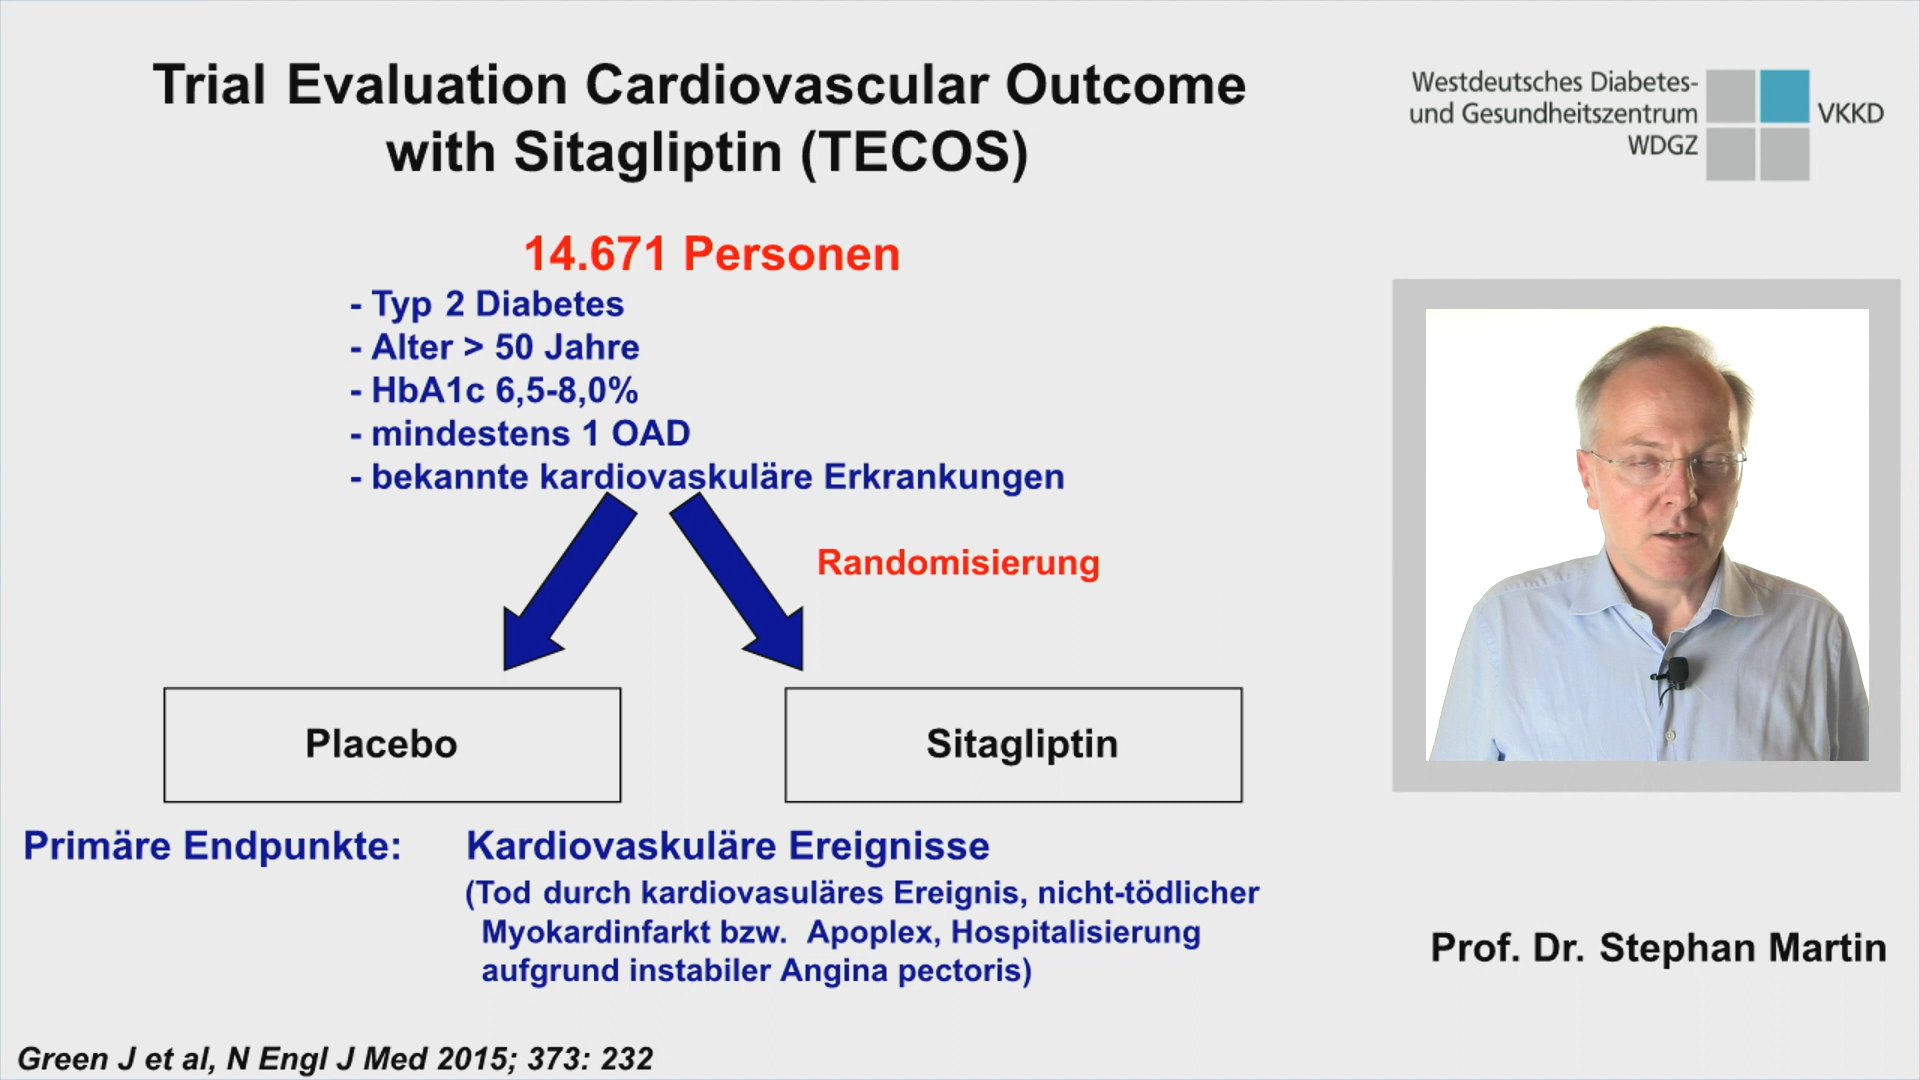 Trial Evaluation Cardiovascular Outcome
with Sitagliptin (TECOS)
Westdeutsches Diabetes-
und Gesundheitszentrum
WDGZ
VKKD
14.671 Personen
- Typ 2 Diabetes
- Alter > 50 Jahre
- HbA1c 6,5-8,0%
- mindestens 1 OAD
- bekannte kardiovaskuläre Erkrankungen
Randomisierung
Placebo
Sitagliptin
Primäre Endpunkte: Kardiovaskuläre Ereignisse
(Tod durch kardiovasuläres Ereignis, nicht-tödlicher
Myokardinfarkt bzw. Apoplex, Hospitalisierung
aufgrund instabiler Angina pectoris)
Prof. Dr. Stephan Martin
Green J et al, N Engl J Med 2015; 373: 232